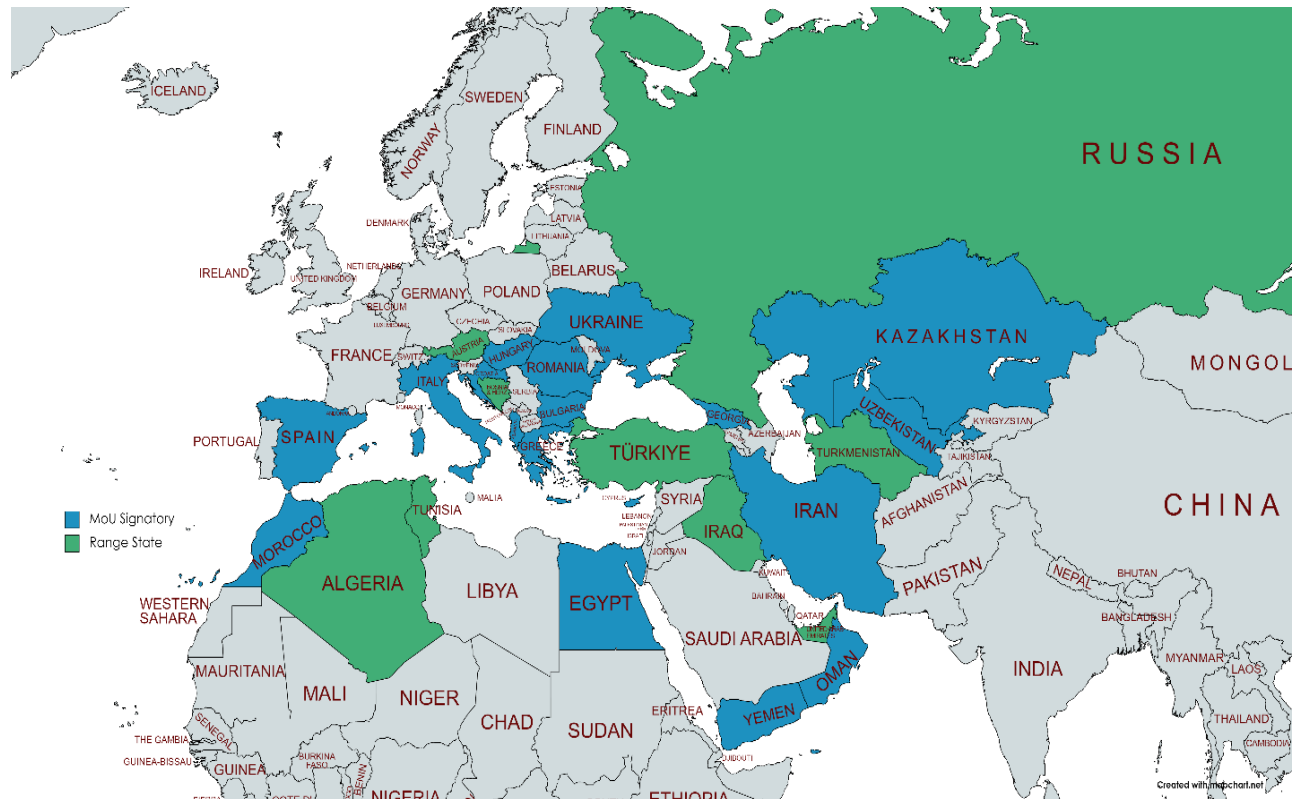 ICELAND
SWEDEN
FINLAND
NORWAY
RUSSIA
ESTONIA
LATVIA
LITHUANIA
DENMARK
BELARUS
IRELAND
UNITED KINGDOM
NETHERLANDS
GERMANY
POLAND
BELGIUM
CZECHIA
SLOVAKIA
UKRAINE
KAZAKHSTAN
FRANCE
SWITZ
AUSTRIA
HUNGARY
MOLDOVA
ROMANIA
MONGOL
ITALY
MONACO
BULGARIA
GEORGIA
AZERBAIJAN
UZBEKISTAN
KYRGYZSTAN
PORTUGAL
SPAIN
GREECE
TÜRKIYE
TURKMENISTAN
TAJIKISTAN
MALIA
CYPRUS
SYRIA
TUNISIA
LEBANON
IRAQ
IRAN
AFGHANISTAN
CHINA
MoU Signatory
Range State
MOROCCO
JORDAN
KUWAIT
ALGERIA
LIBYA
EGYPT
BAHRAIN
QATAR
PAKISTAN
NEPAL
BHUTAN
BANGLADESH
WESTERN
SAHARA
SAUDI ARABIA
OMAN
INDIA
MYANMAR
LAOS
MAURITANIA
MALI
NIGER
CHAD
SUDAN
ERITREA
YEMEN
THAILAND
CAMBODIA
SENEGAL
THE GAMBIA
GUINEA-BISSAU
GUINEA
BURKINA
FASO
BENIN
DJIBOUTI
NIGERIA
ETHIOPIA
Created with mapchart.net